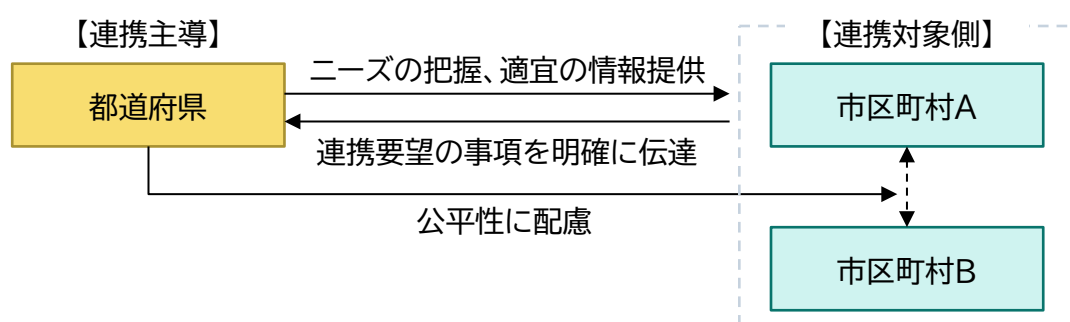 【連携主導】
【連携対象側】
都道府県
ニーズの把握、適宜の情報提供
市区町村A
連携要望の事項を明確に伝達
公平性に配慮
市区町村B